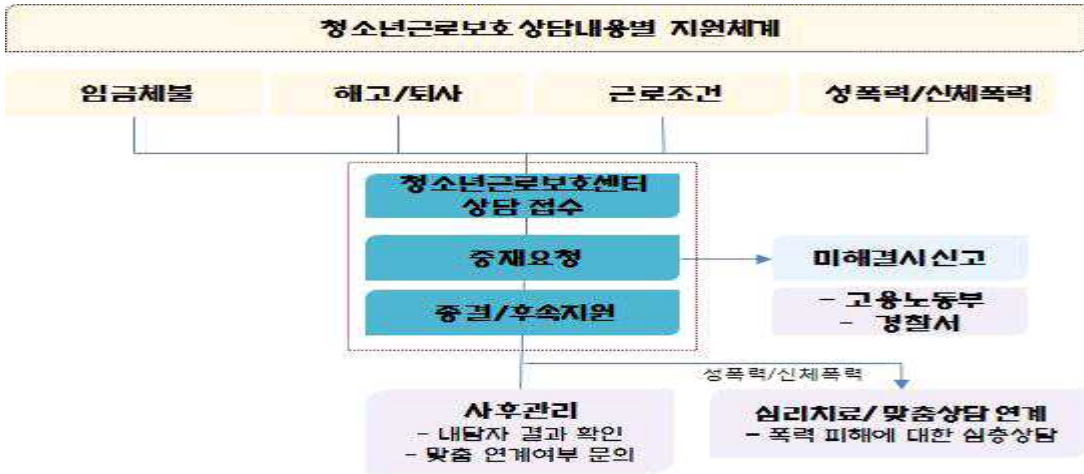 청소년근로보호 상담내용별 지원체계
임금체불
해고/퇴사
근로조건
성폭력/신체폭력
청소년근로보호센터
상담 접수
중재요청
미해결시 신고
- 고용노동부
- 경찰서
종결/후속지원
성폭력/신체폭력
사후관리
- 내담자 결과 확인
- 맞춤 연계여부 문의
심리치료/맞춤상담 연계
- 폭력 피해에 대한 심층상담